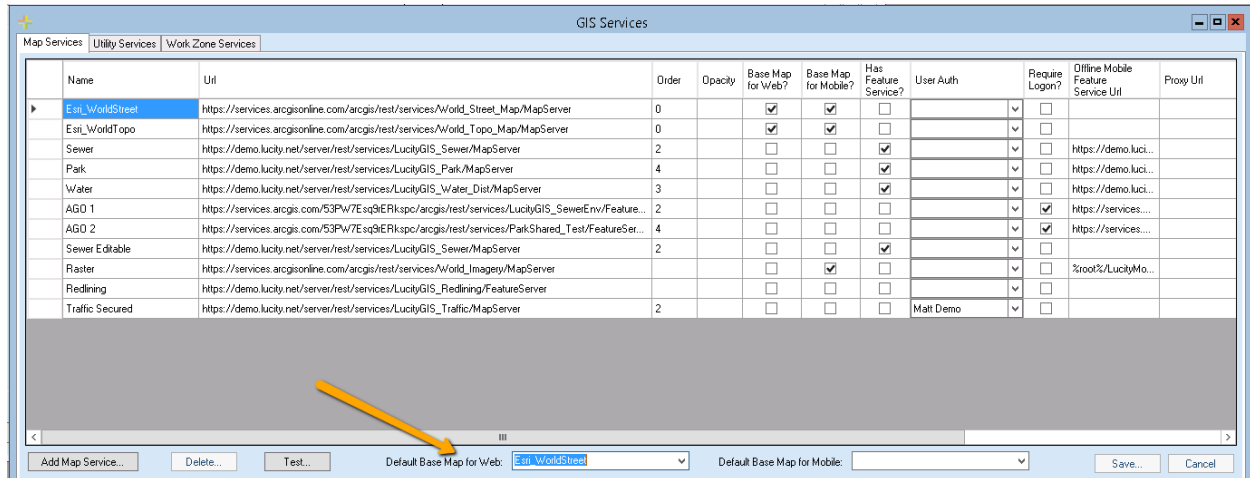 GIS Services
Map Services Utility Services Work Zone Services
Name Url Order Opacity Base Map for Web? Base Map for Mobile? Has Feature Service? User Auth Require Logon? Offline Mobile Feature Service Url Proxy Url
Esri_WorldStreet https://services.arcgisonline.com/arcgis/rest/services/World_Street_Map/MapServer 0
Esri_WorldTopo https://services.arcgisonline.com/arcgis/rest/services/World_Topo_Map/MapServer 0
Sewer https://demo.lucity.net/server/rest/services/LucityGIS_Sewer/MapServer 2 https://demo.luci...
Park https://demo.lucity.net/server/rest/services/LucityGIS_Park/MapServer 4 https://demo.luci...
Water https://demo.lucity.net/server/rest/services/LucityGIS_Water_Dist/MapServer 3 https://demo.luci...
AGO 1 https://services.arcgis.com/53PW7Esq9rERkspc/arcgis/rest/services/LucityGIS_SewerEnv/Feature... 2 https://services....
AGO 2 https://services.arcgis.com/53PW7Esq9rERkspc/arcgis/rest/services/ParkShared_Test/FeatureSer... 4 https://services....
Sewer Editable https://demo.lucity.net/server/rest/services/LucityGIS_Sewer/MapServer 2
Raster https://services.arcgisonline.com/arcgis/rest/services/World_Imagery/MapServer %root%/LucityMo...
Redlining https://demo.lucity.net/server/rest/services/LucityGIS_Redlining/FeatureServer
Traffic Secured https://demo.lucity.net/server/rest/services/LucityGIS_Traffic/MapServer 2 Matt Demo
Add Map Service... Delete... Test... Default Base Map for Web: Esri_WorldStreet Default Base Map for Mobile: Save... Cancel